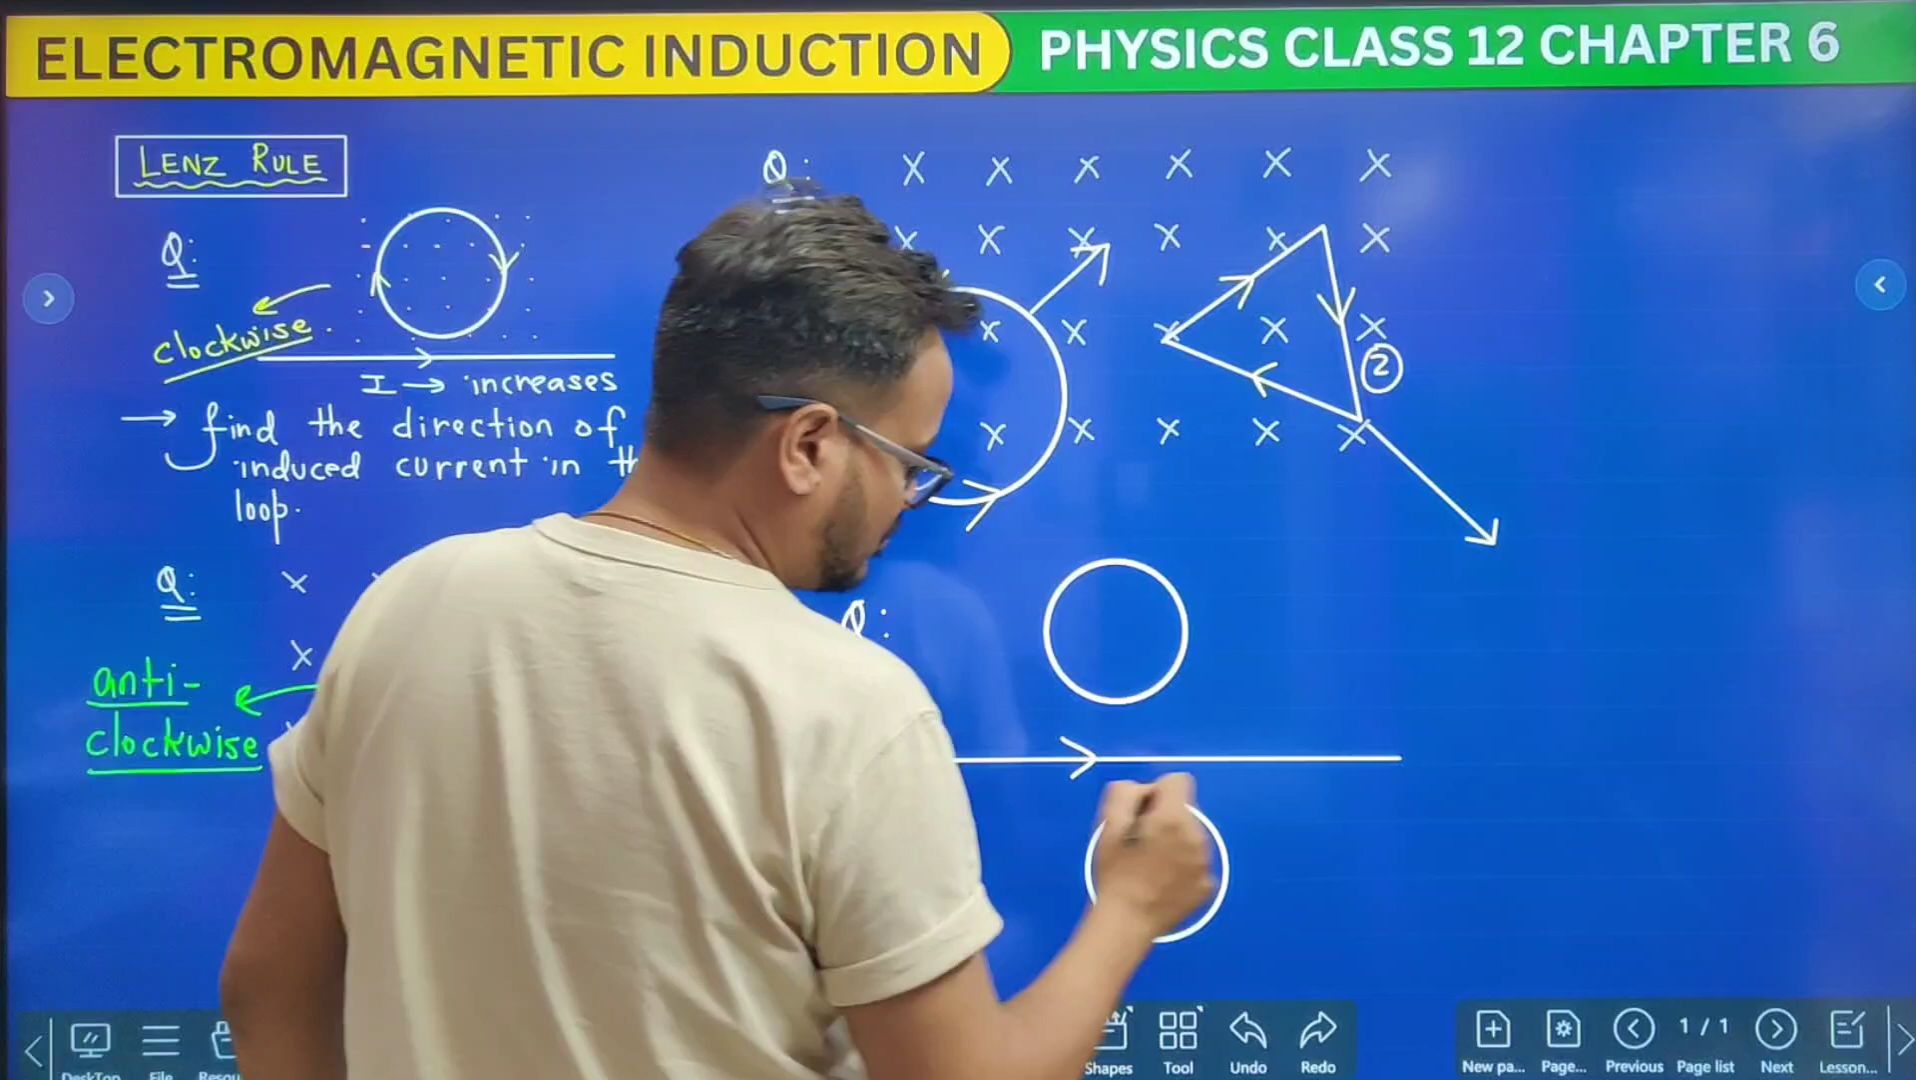 ELECTROMAGNETIC INDUCTION
PHYSICS CLASS 12 CHAPTER 6
LENZ RULE
Q:
clockwise
I → increases
→ find the direction of
induced current in
loop.
Q:
×
×
anti-
clockwise
Q:
× × × × × ×
× × × × × ×
× × × × ×
2
× × × × ×
Q:
DeskTop
File
Shapes
Tool
Undo
Redo
New pa...
Page...
Previous
1 / 1
Page list
Next
Lesson...